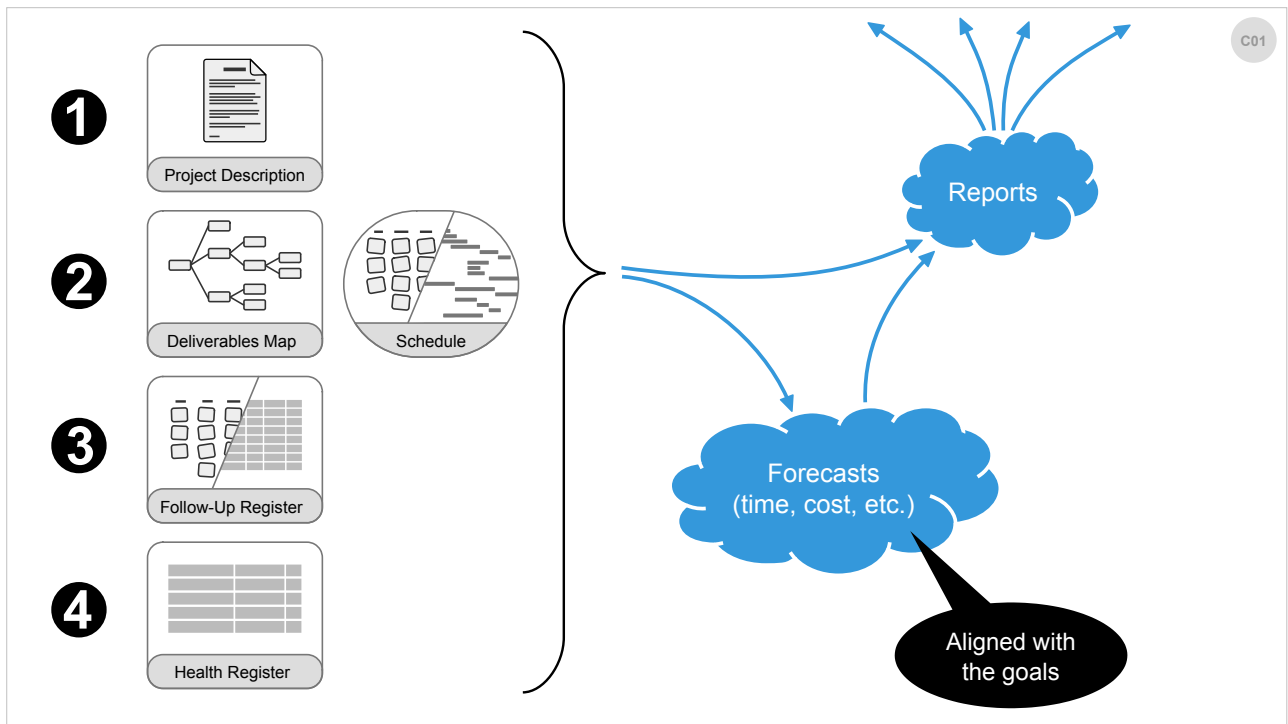 C01
1
Project Description
2
Deliverables Map
Schedule
3
Follow-Up Register
4
Health Register
Reports
Forecasts
(time, cost, etc.)
Aligned with
the goals